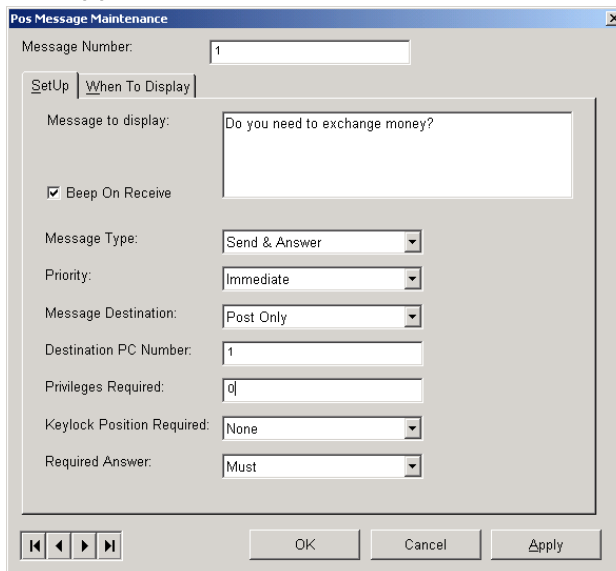 Pos Message Maintenance
Message Number: 1
SetUp When To Display
Message to display: Do you need to exchange money?
Beep On Receive
Message Type: Send & Answer
Priority: Immediate
Message Destination: Post Only
Destination PC Number: 1
Privileges Required: 0
Keylock Position Required: None
Required Answer: Must
OK Cancel Apply